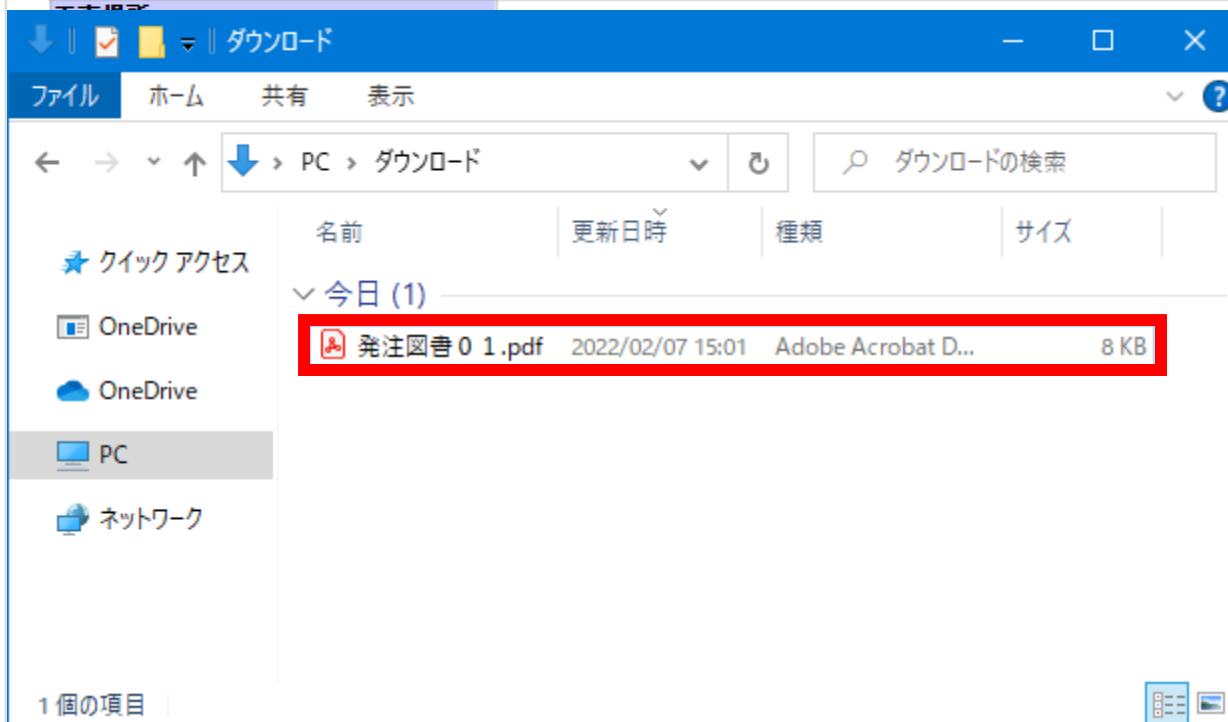 工事場所
ダウンロード
ファイル ホーム 共有 表示
PC › ダウンロード ダウンロードの検索
名前 更新日時 種類 サイズ
クイック アクセス
今日 (1)
OneDrive
発注図書０１.pdf 2022/02/07 15:01 Adobe Acrobat D... 8 KB
OneDrive
PC
ネットワーク
1 個の項目